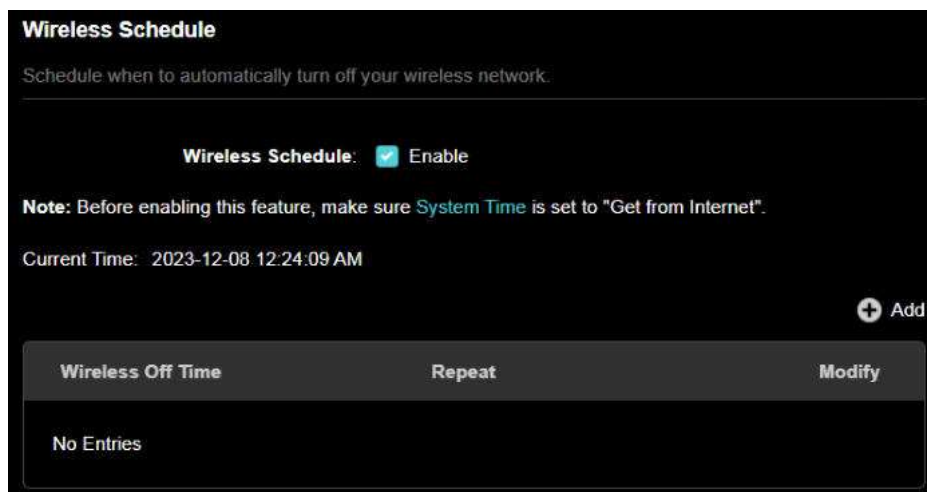 Wireless Schedule
Schedule when to automatically turn off your wireless network.
Wireless Schedule: Enable
Note: Before enabling this feature, make sure System Time is set to "Get from Internet".
Current Time: 2023-12-08 12:24:09 AM
Add
Wireless Off Time Repeat Modify
No Entries